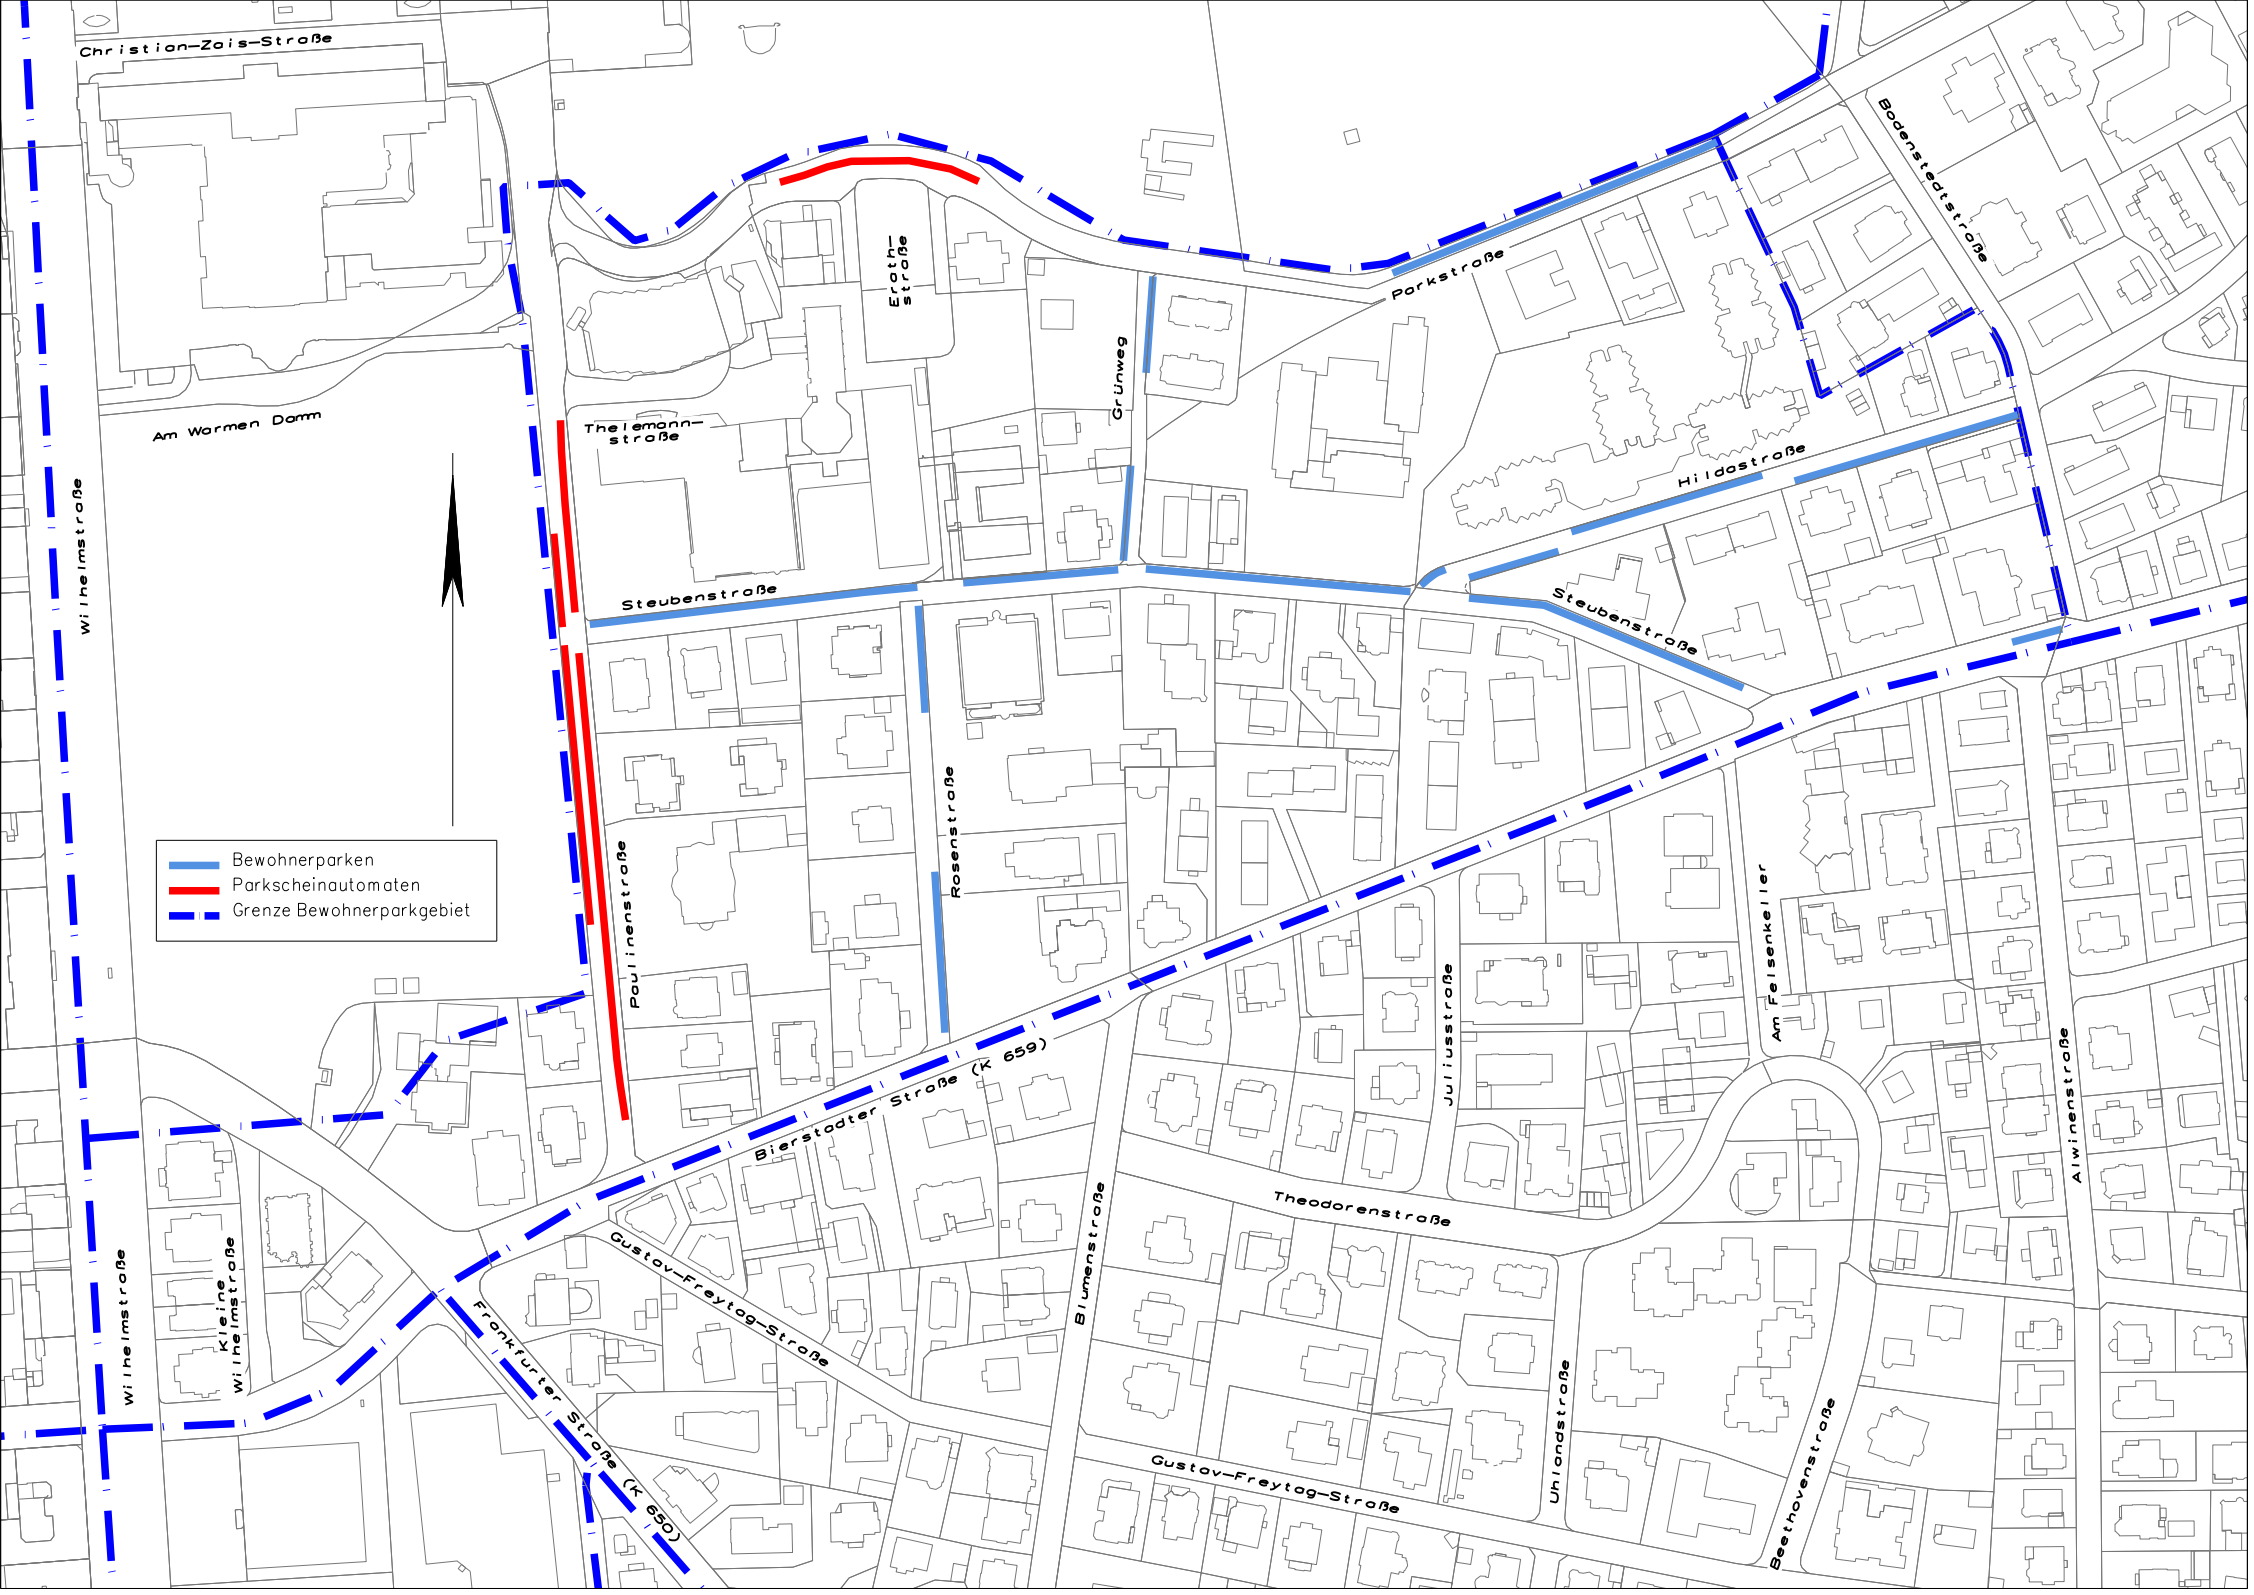 Christian-Zais-Straße
Bodenstedtstraße
Erath-
straße
Parkstraße
Grünweg
Am Warmen Damm
Thelemann-
straße
Wilhelmstraße
Hildastraße
Steubenstraße
Steubenstraße
Bewohnerparken
Parkscheinautomaten
Grenze Bewohnerparkgebiet
Paulinenstraße
Rosenstraße
Am Felsenkeller
Juliusstraße
Bierstadter Straße (K 659)
Alwinenstraße
Theodorenstraße
Blumenstraße
Wilhelmstraße
Kleine
Wilhelmstraße
Gustav-Freytag-Straße
Frankfurter Straße (K 650)
Uhlandstraße
Beethovenstraße
Gustav-Freytag-Straße